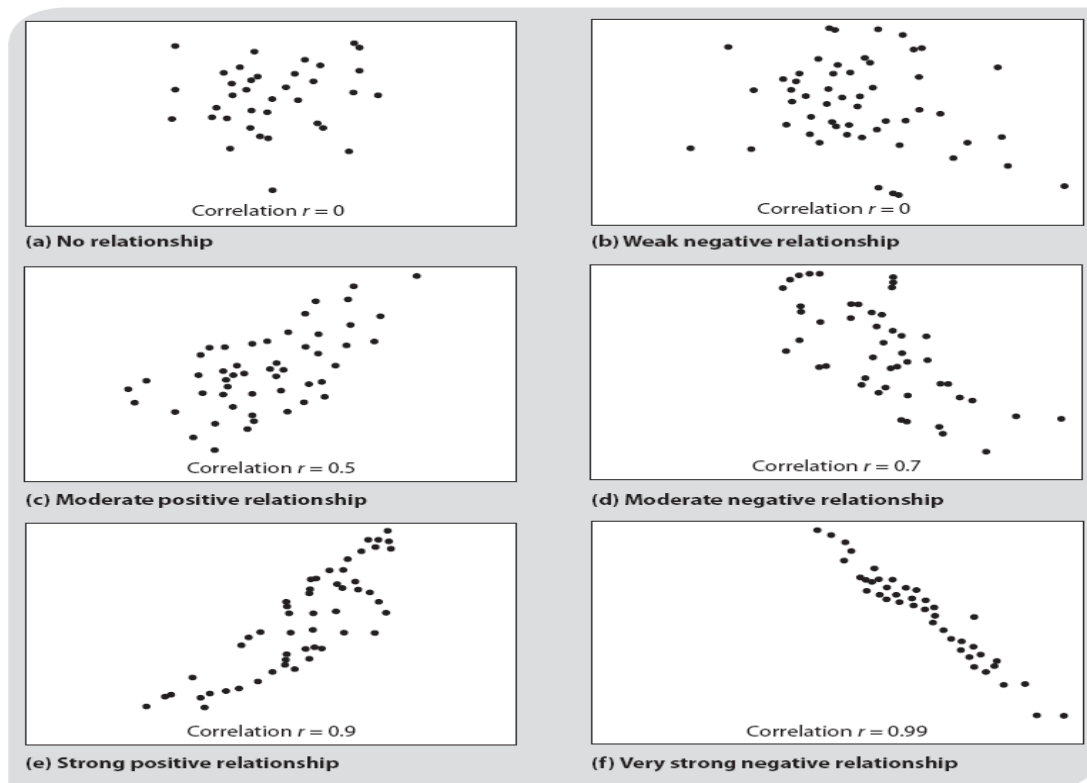 Correlation r = 0
(a) No relationship
Correlation r = 0
(b) Weak negative relationship
Correlation r = 0.5
(c) Moderate positive relationship
Correlation r = 0.7
(d) Moderate negative relationship
Correlation r = 0.9
(e) Strong positive relationship
Correlation r = 0.99
(f) Very strong negative relationship